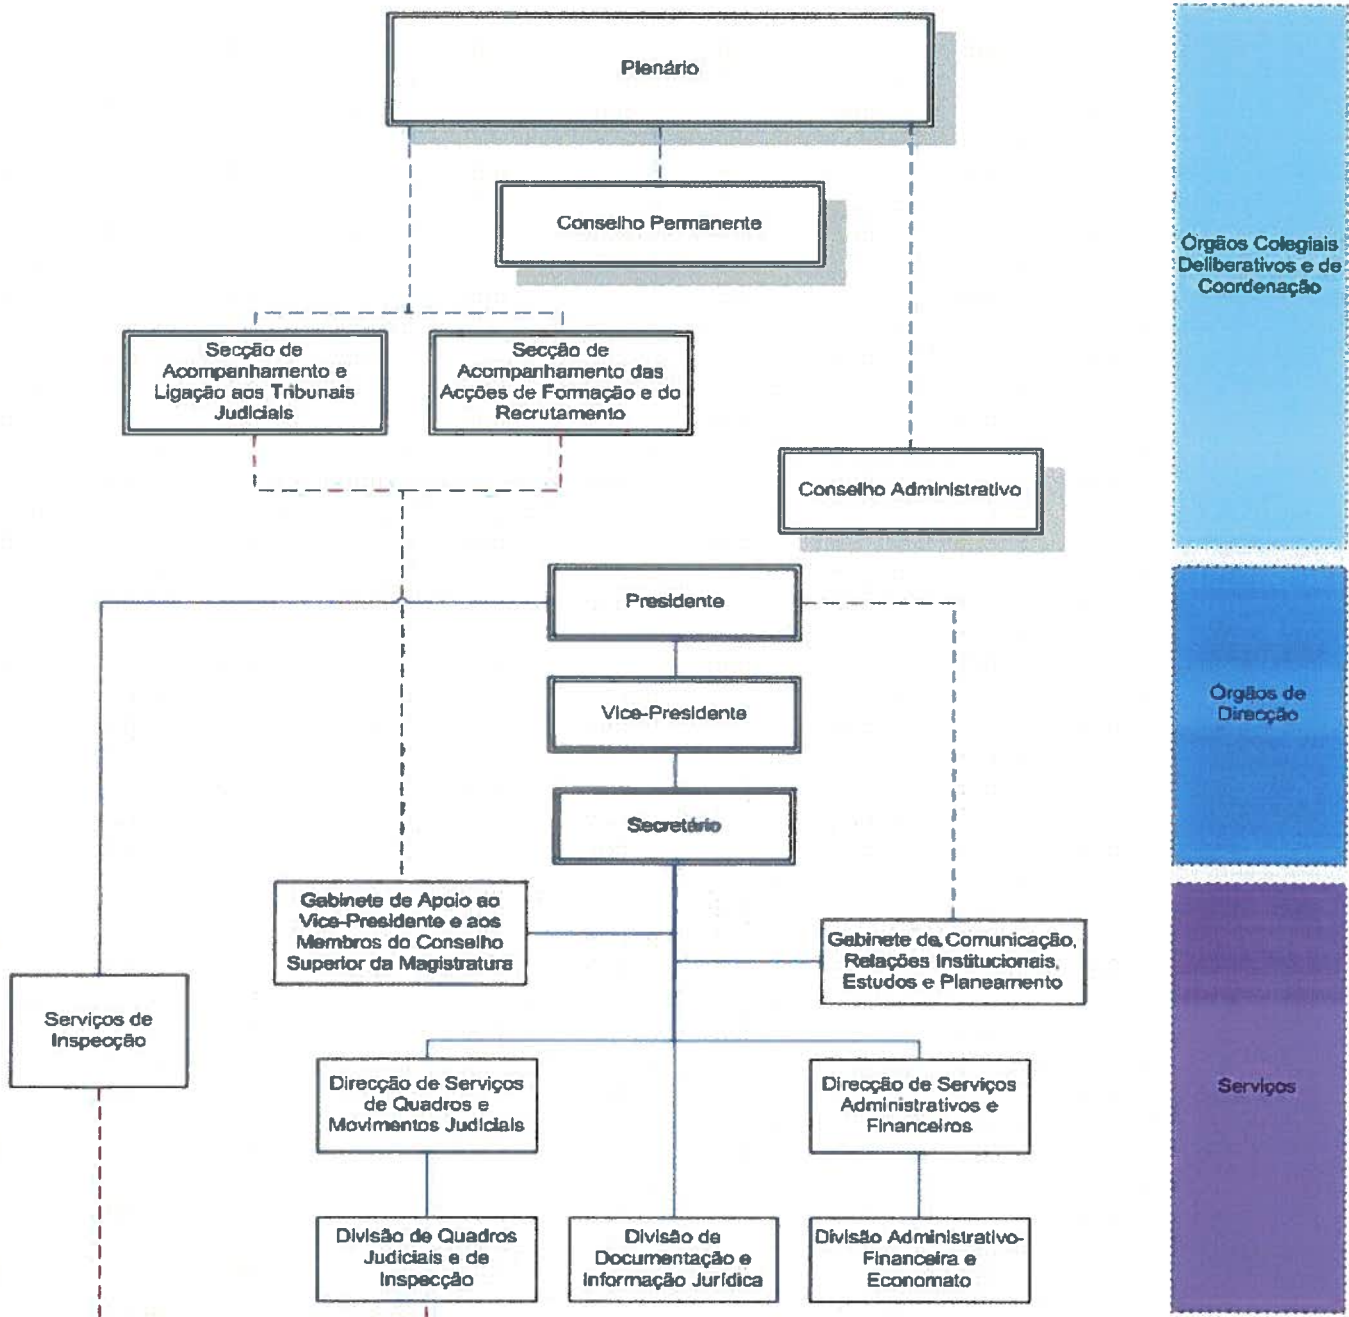 Plenário
Conselho Permanente
Órgãos Colegiais
Deliberativos e de
Coordenação
Secção de
Acompanhamento e
Ligação aos Tribunais
Judiciais
Secção de
Acompanhamento das
Acções de Formação e do
Recrutamento
Conselho Administrativo
Presidente
Vice-Presidente
Órgãos de
Direcção
Secretário
Gabinete de Apoio ao
Vice-Presidente e aos
Membros do Conselho
Superior da Magistratura
Gabinete de Comunicação,
Relações Institucionais,
Estudos e Planeamento
Serviços de
Inspecção
Direcção de Serviços
de Quadros e
Movimentos Judiciais
Direcção de Serviços
Administrativos e
Financeiros
Serviços
Divisão de Quadros
Judiciais e de
Inspecção
Divisão de
Documentação e
Informação Jurídica
Divisão Administrativo-
Financeira e
Economato